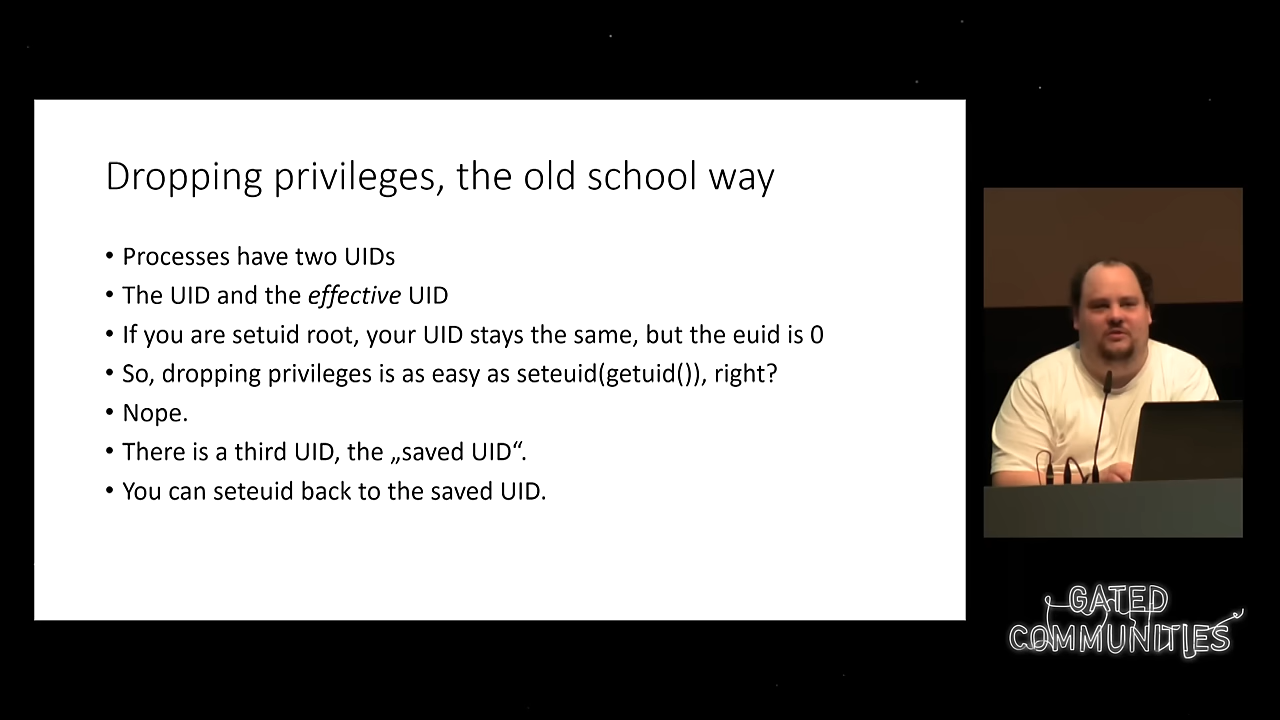 Dropping privileges, the old school way
• Processes have two UIDs
• The UID and the effective UID
• If you are setuid root, your UID stays the same, but the euid is 0
• So, dropping privileges is as easy as seteuid(getuid()), right?
• Nope.
• There is a third UID, the „saved UID“.
• You can seteuid back to the saved UID.
GATED
COMMUNITIES